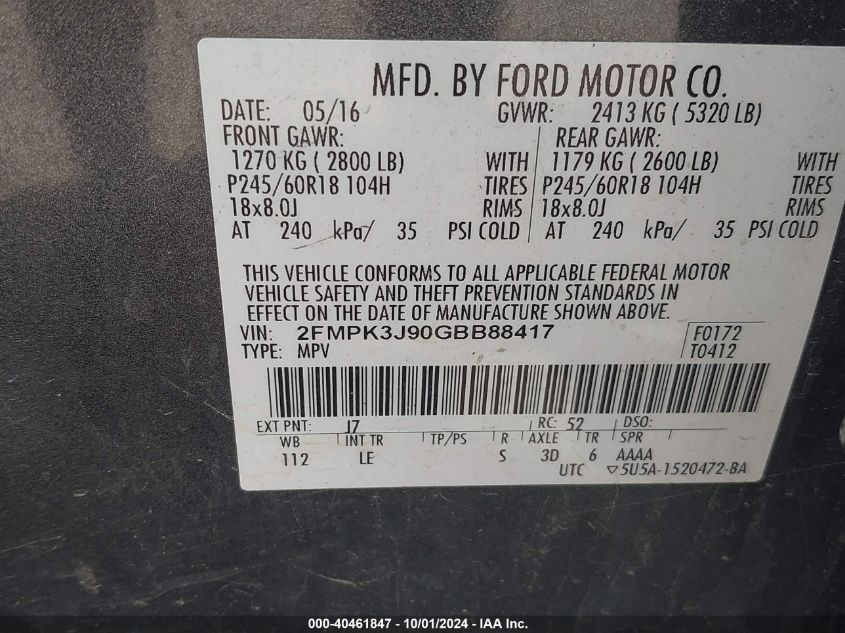 MFD. BY FORD MOTOR CO.
DATE: 05/16 GVWR: 2413 KG ( 5320 LB)
FRONT GAWR: REAR GAWR:
1270 KG ( 2800 LB) WITH 1179 KG ( 2600 LB) WITH
P245/60R18 104H TIRES P245/60R18 104H TIRES
18x8.0J RIMS 18x8.0J RIMS
AT 240 kPa/ 35 PSI COLD AT 240 kPa/ 35 PSI COLD
THIS VEHICLE CONFORMS TO ALL APPLICABLE FEDERAL MOTOR
VEHICLE SAFETY AND THEFT PREVENTION STANDARDS IN
EFFECT ON THE DATE OF MANUFACTURE SHOWN ABOVE.
VIN: 2FMPK3J90GBB88417 F0172
TYPE: MPV T0412
EXT PNT: J7 RC: 52 DSO:
WB INT TR TP/PS R AXLE TR SPR
112 LE S 3D 6 AAAA
UTC ▽5U5A-1520472-BA
000-40461847 - 10/01/2024 - IAA Inc.